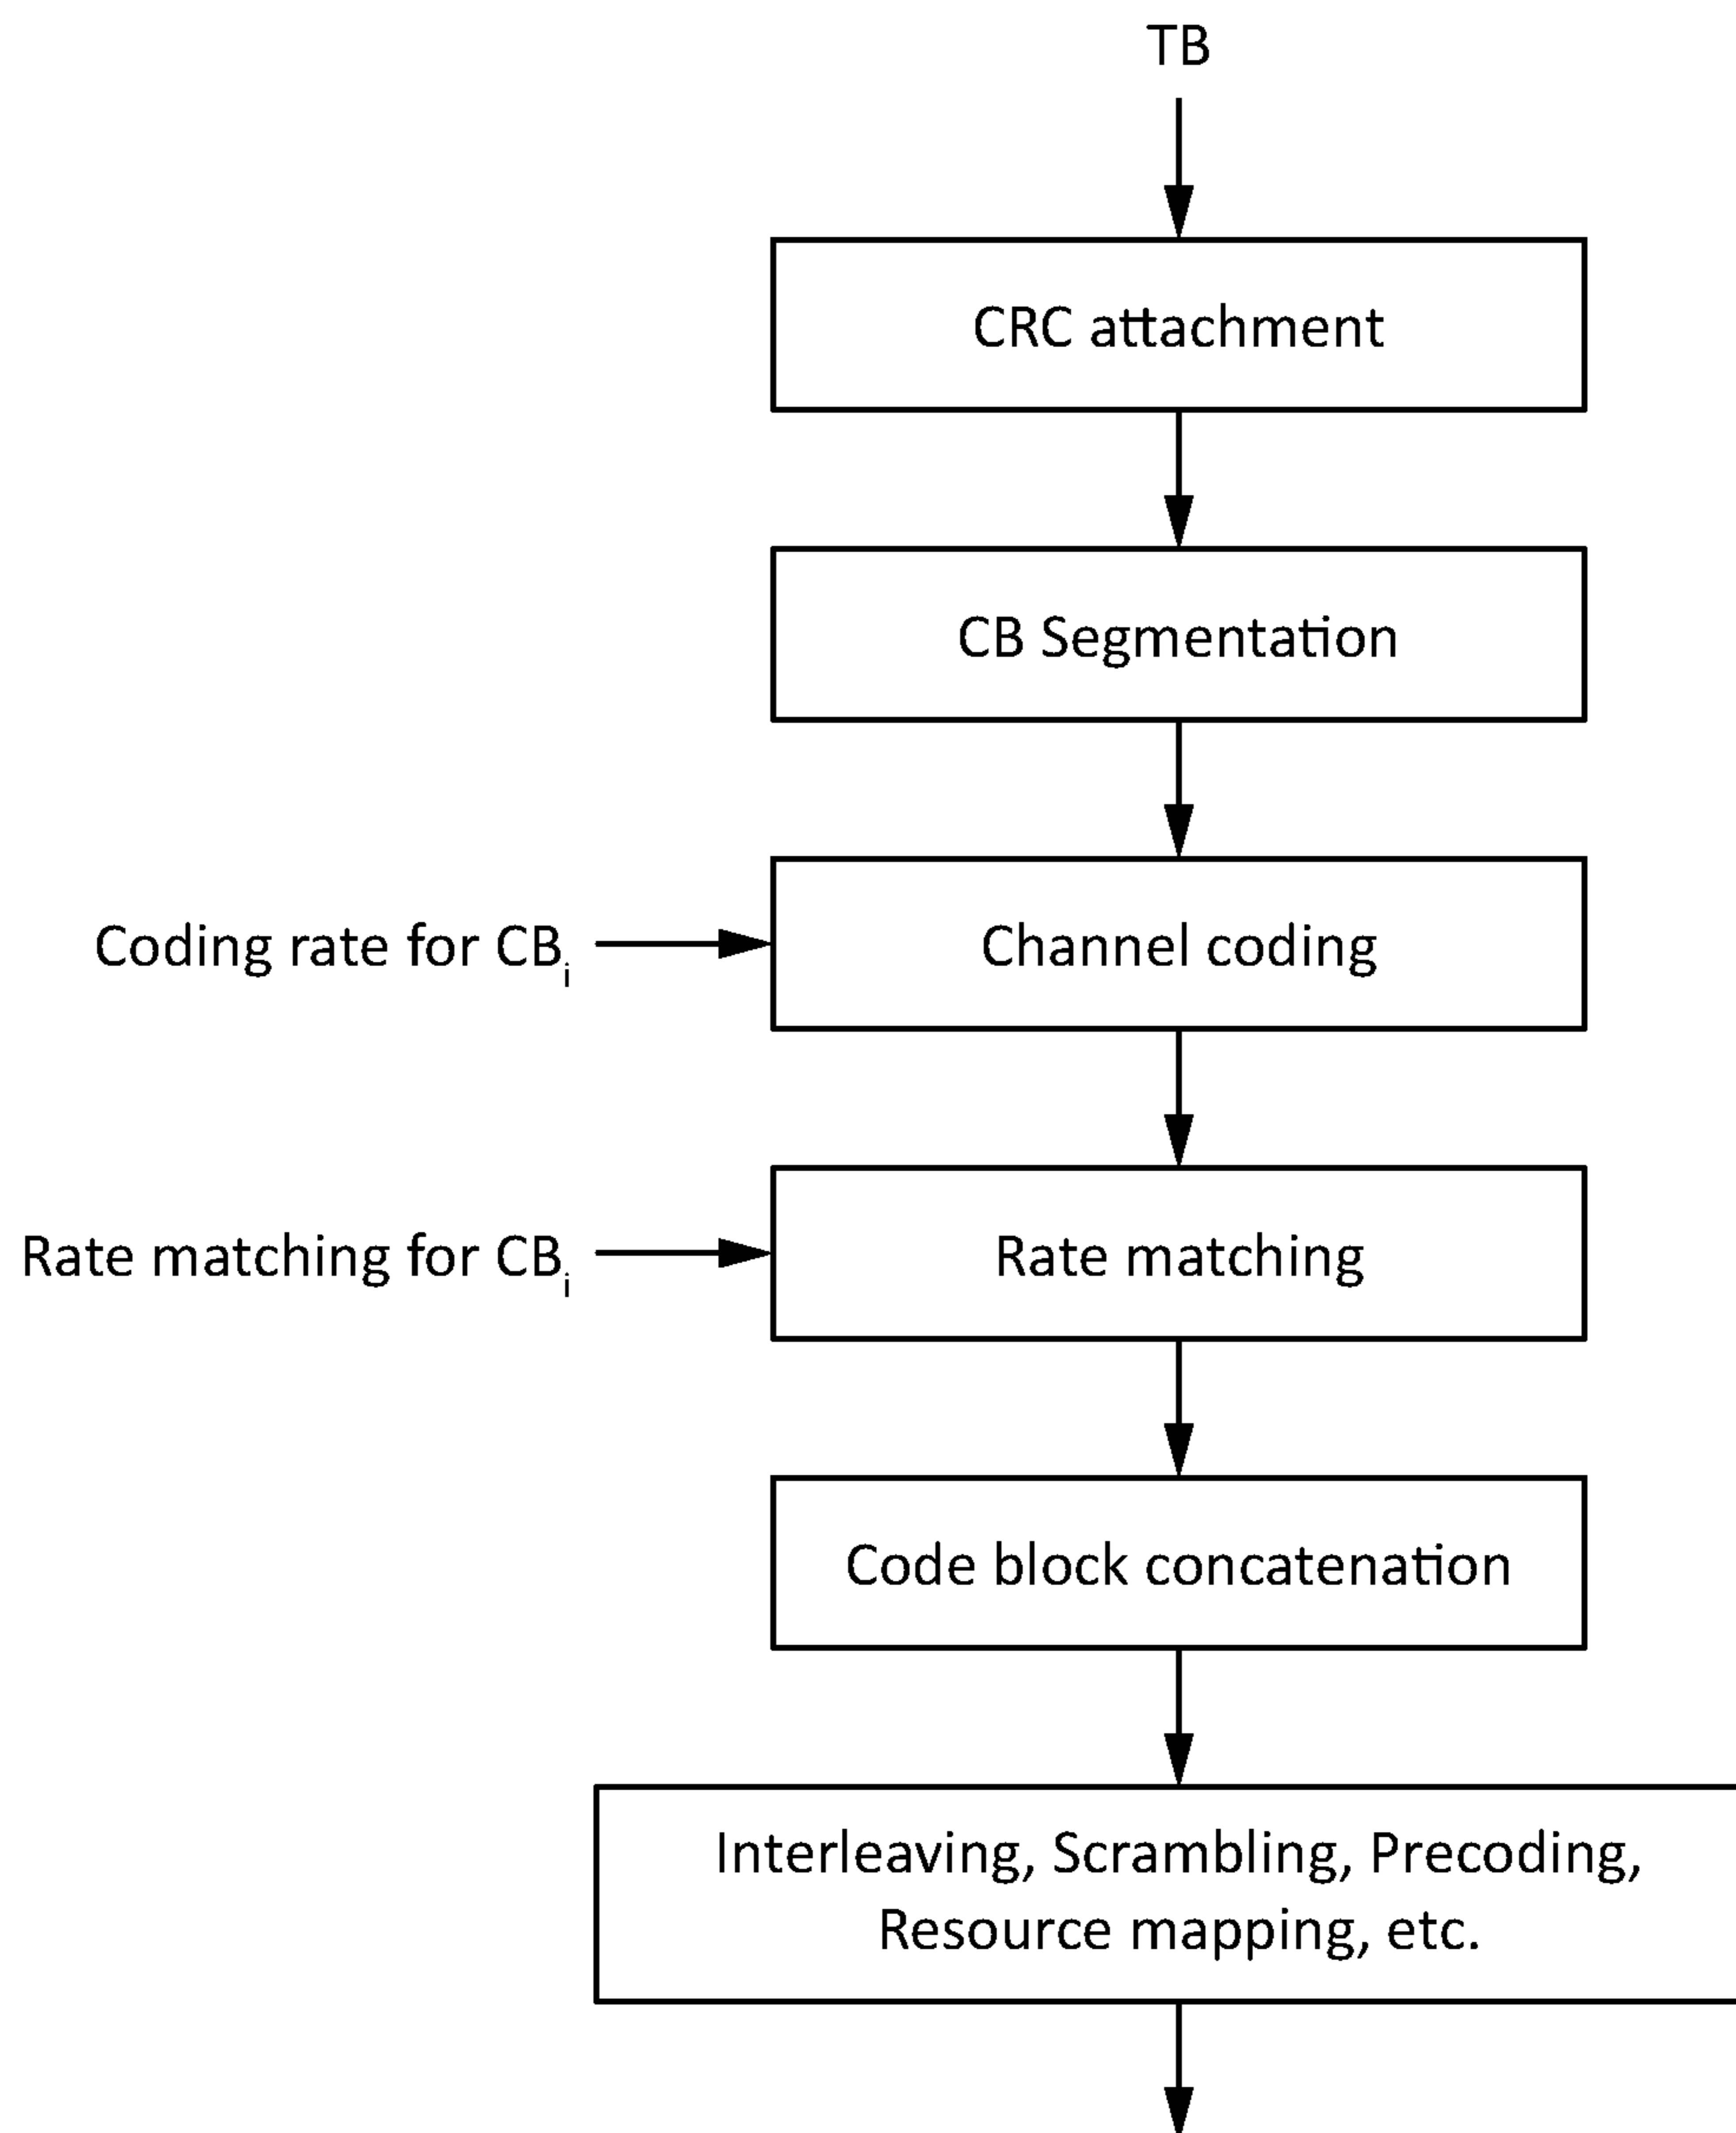 TB
CRC attachment
CB Segmentation
Coding rate for CBi
Channel coding
Rate matching for CBi
Rate matching
Code block concatenation
Interleaving, Scrambling, Precoding,
Resource mapping, etc.